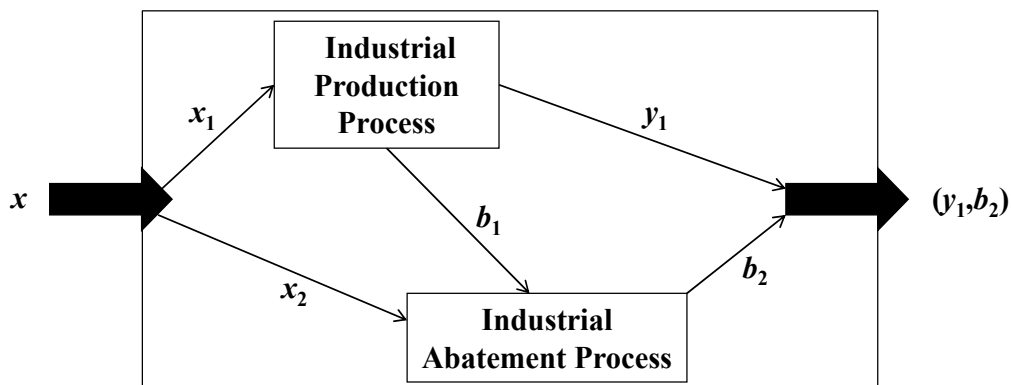 Industrial
Production
Process
x₁
y₁
x
(y₁,b₂)
b₁
x₂
b₂
Industrial
Abatement Process